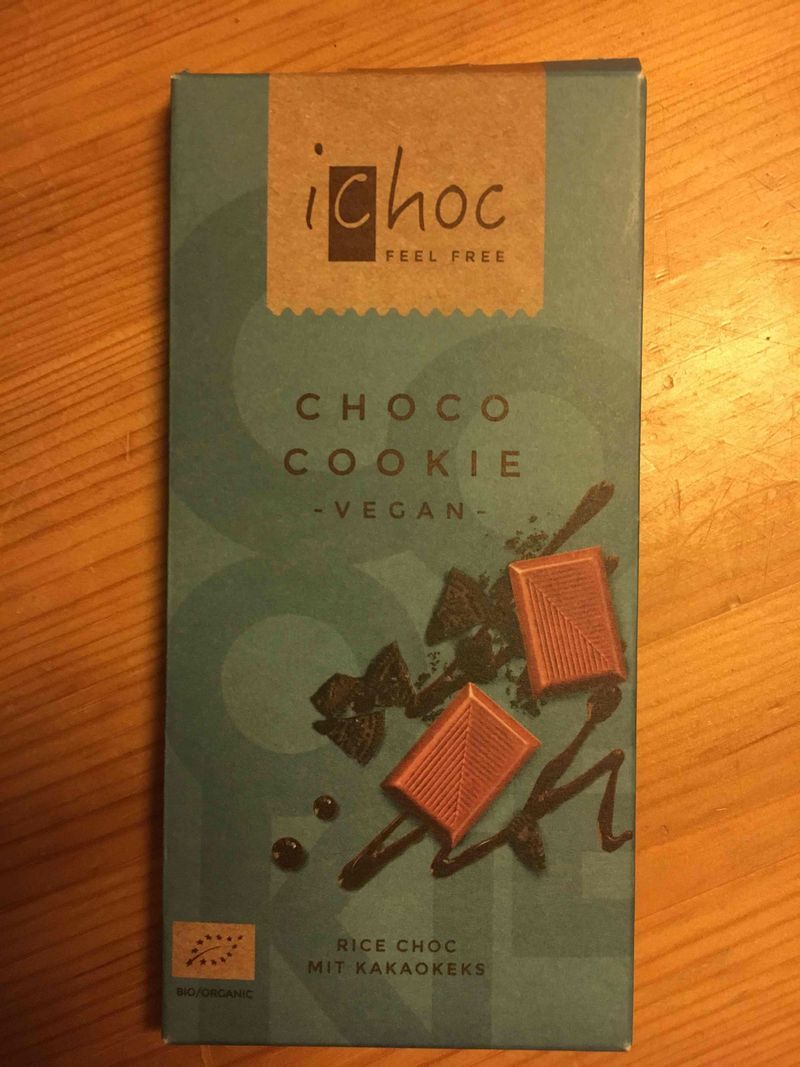 ichoc
FEEL FREE
CHOCO
COOKIE
-VEGAN-
RICE CHOC
MIT KAKAOKEKS
BIO/ORGANIC